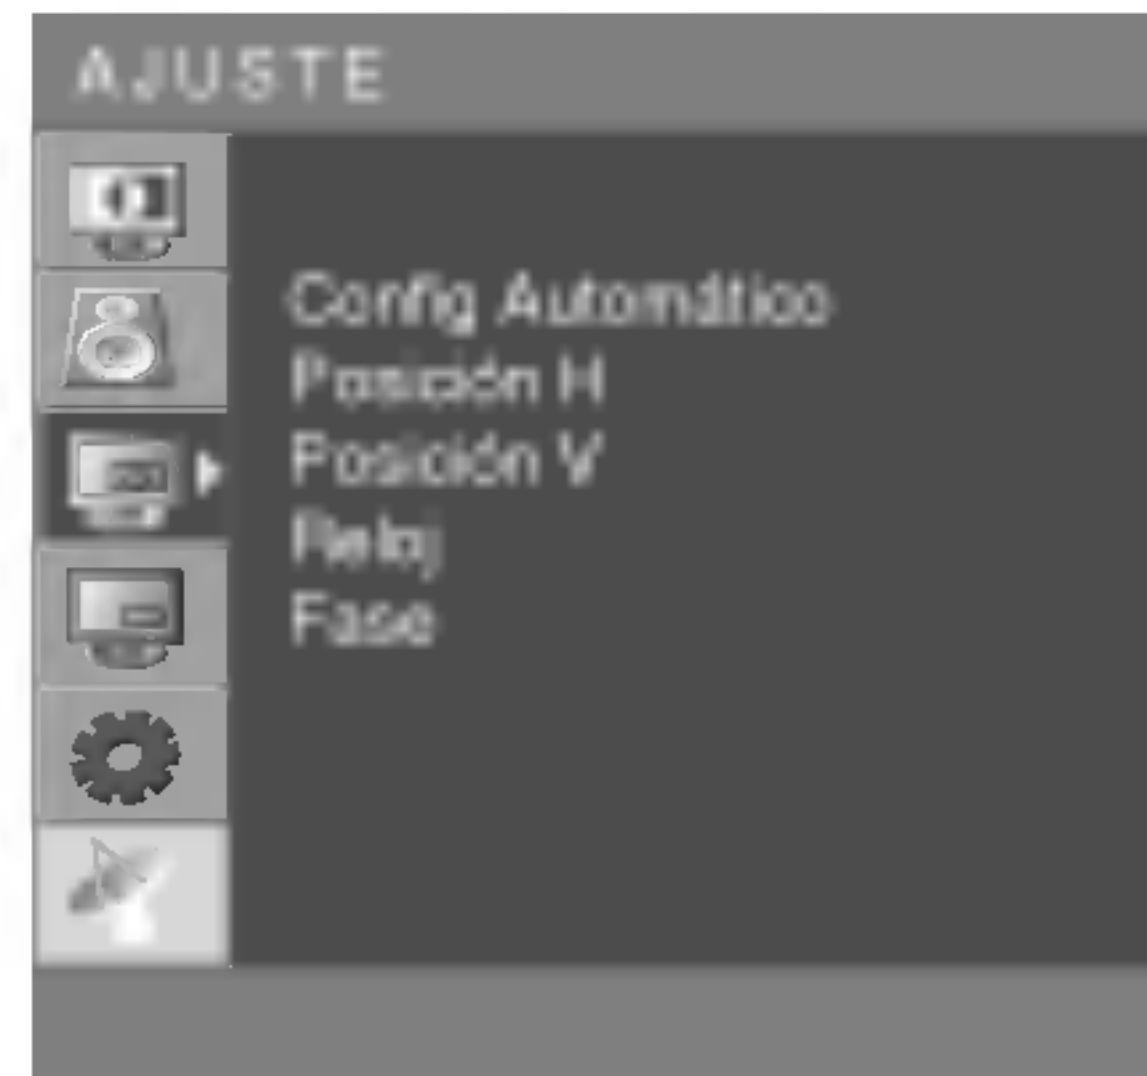 AJUSTE
Config Automático
Posición H
Posición V
Reloj
Fase